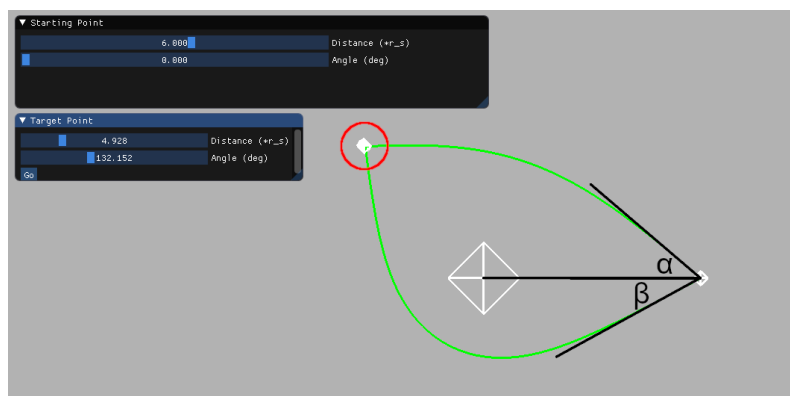 ▼ Starting Point
6.000 Distance (*r_s)
0.000 Angle (deg)
▼ Target Point
4.928 Distance (*r_s)
132.152 Angle (deg)
Go
α
β